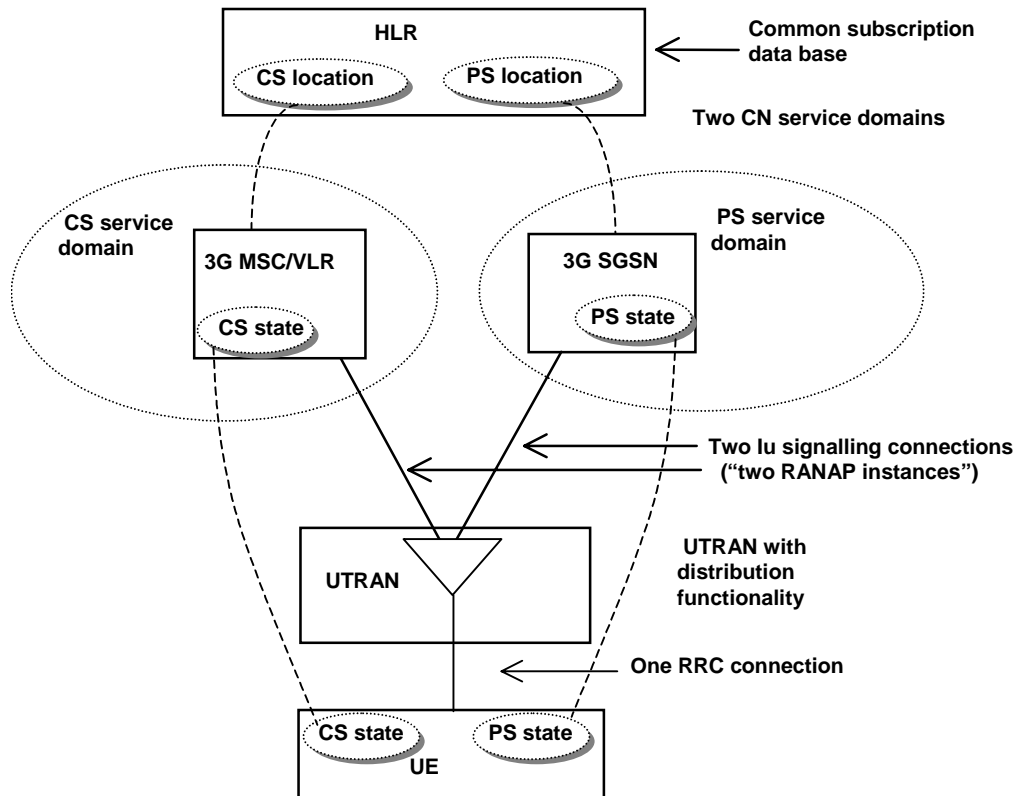 HLR
Common subscription
data base
CS location
PS location
Two CN service domains
CS service
domain
PS service
domain
3G MSC/VLR
3G SGSN
CS state
PS state
Two Iu signalling connections
(“two RANAP instances”)
UTRAN
UTRAN with
distribution
functionality
One RRC connection
CS state
PS state
UE